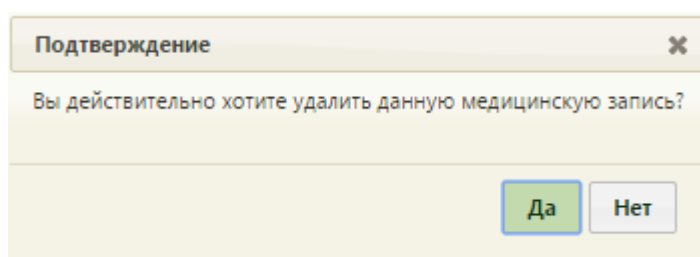 Подтверждение
Вы действительно хотите удалить данную медицинскую запись?
Да Нет